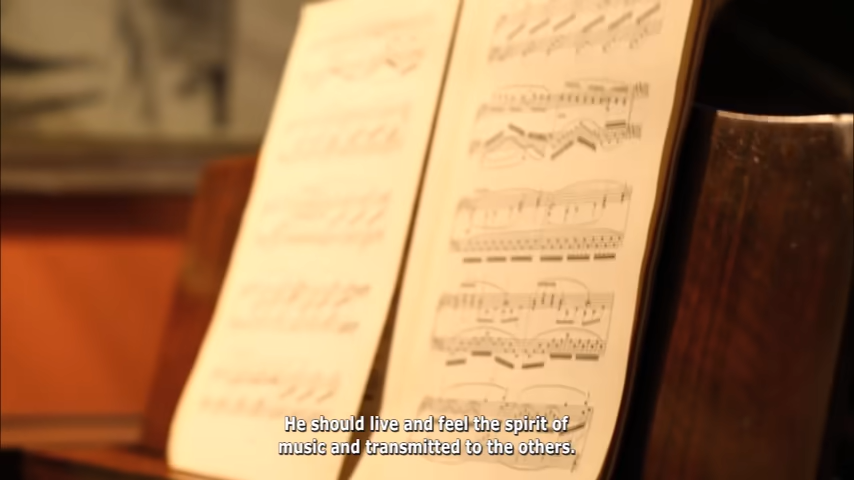 He should live and feel the spirit of
music and transmitted to the others.